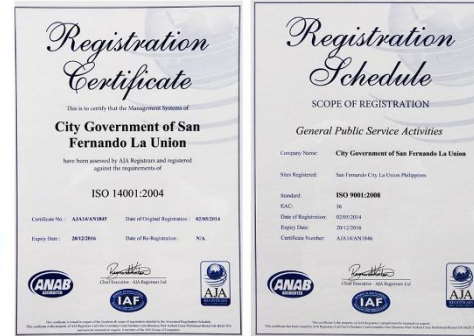 Registration
Certificate
This is to certify that the Management Systems of
City Government of San
Fernando La Union
have been assessed by AJA Registrars and registered
against the requirements of
ISO 14001:2004
Certificate No : AJA14/AN1845 Date of Original Registration : 02/05/2014
Expiry Date : 20/12/2016 Date of Re-Registration : N/A
Chief Executive - AJA Registrars Ltd
ANAB
ACCREDITED
IAF
AJA
REGISTRARS
Registration
Schedule
SCOPE OF REGISTRATION
General Public Service Activities
Company Name: City Government of San Fernando La Union
Sites Registered: San Fernando City La Union Philippines
Standard: ISO 9001:2008
EAC: 36
Date of Registration: 02/05/2014
Expiry Date: 20/12/2016
Certificate Number: AJA14/AN1846
Chief Executive - AJA Registrars Ltd
ANAB
ACCREDITED
IAF
AJA
REGISTRARS